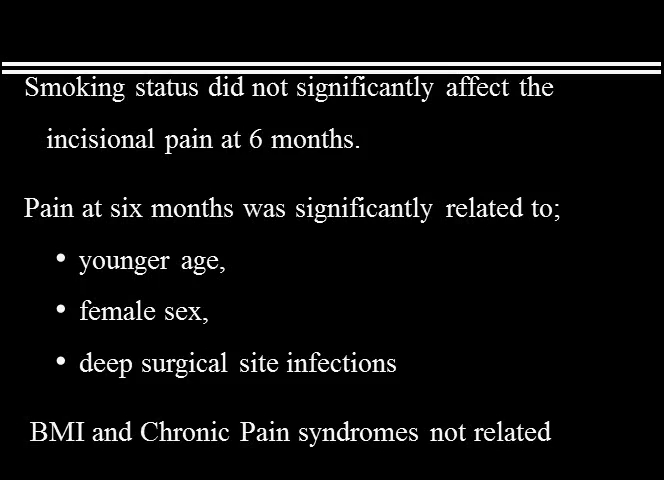 Smoking status did not significantly affect the
incisional pain at 6 months.
Pain at six months was significantly related to;
• younger age,
• female sex,
• deep surgical site infections
BMI and Chronic Pain syndromes not related